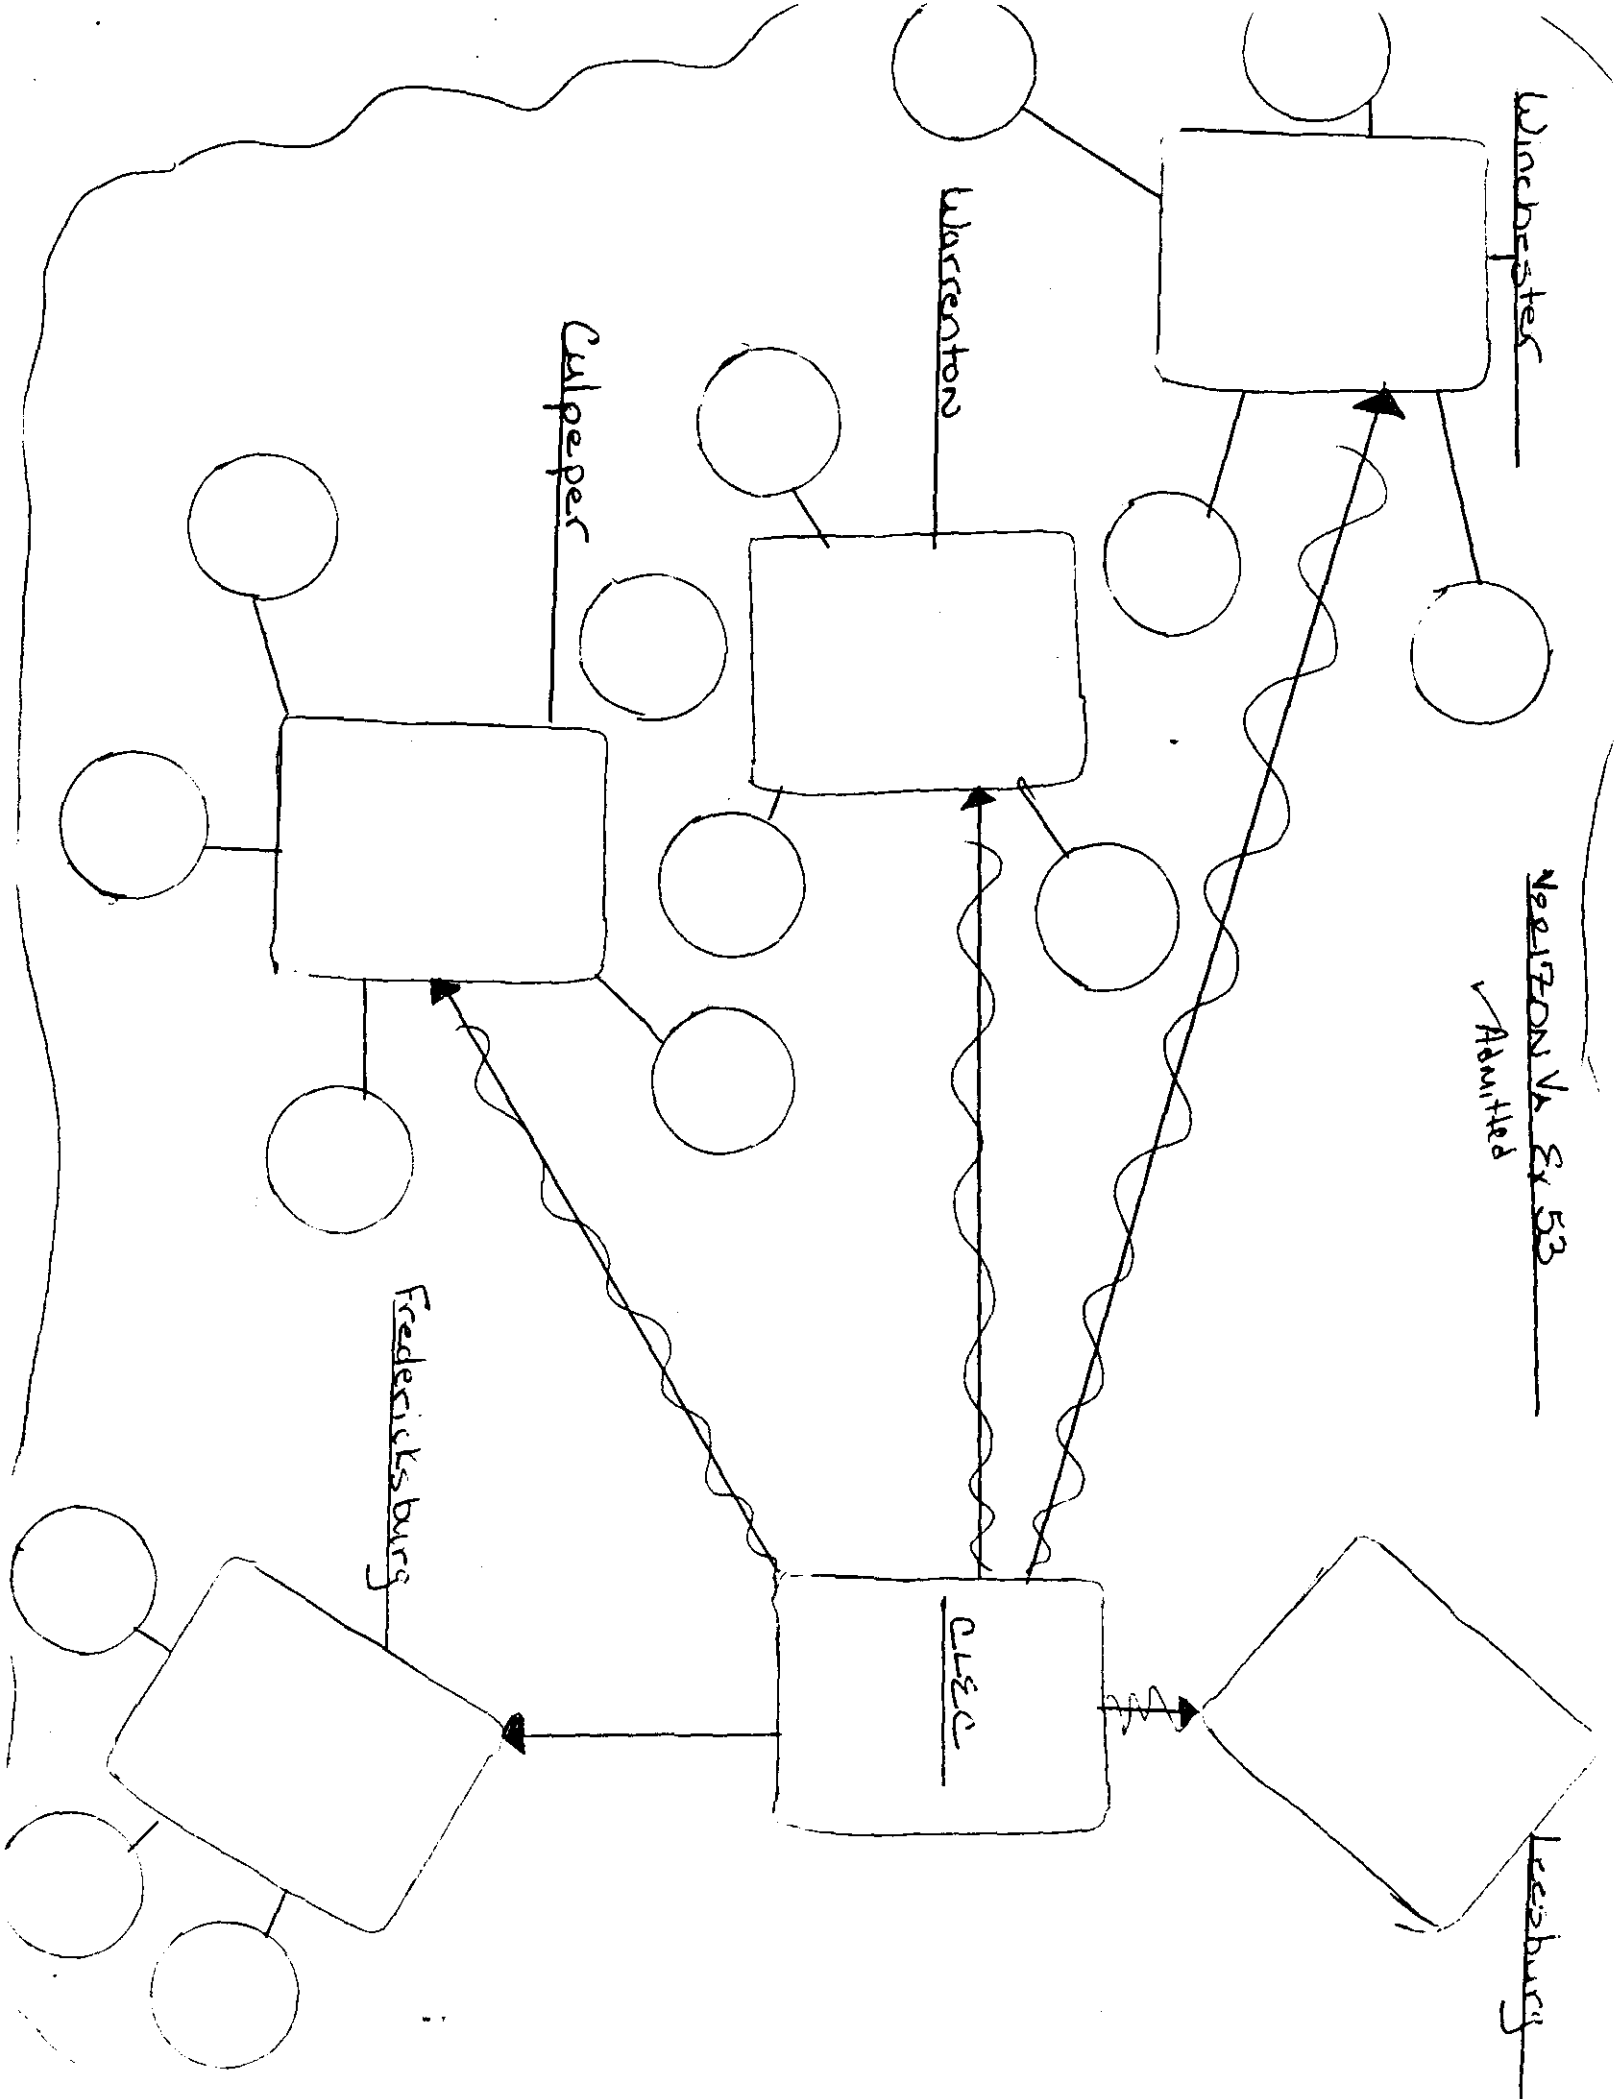 VERIZON VA Ex 53
✓ Admitted
Winchester
Leesburg
Warrenton
CLEC
Culpeper
Fredericksburg